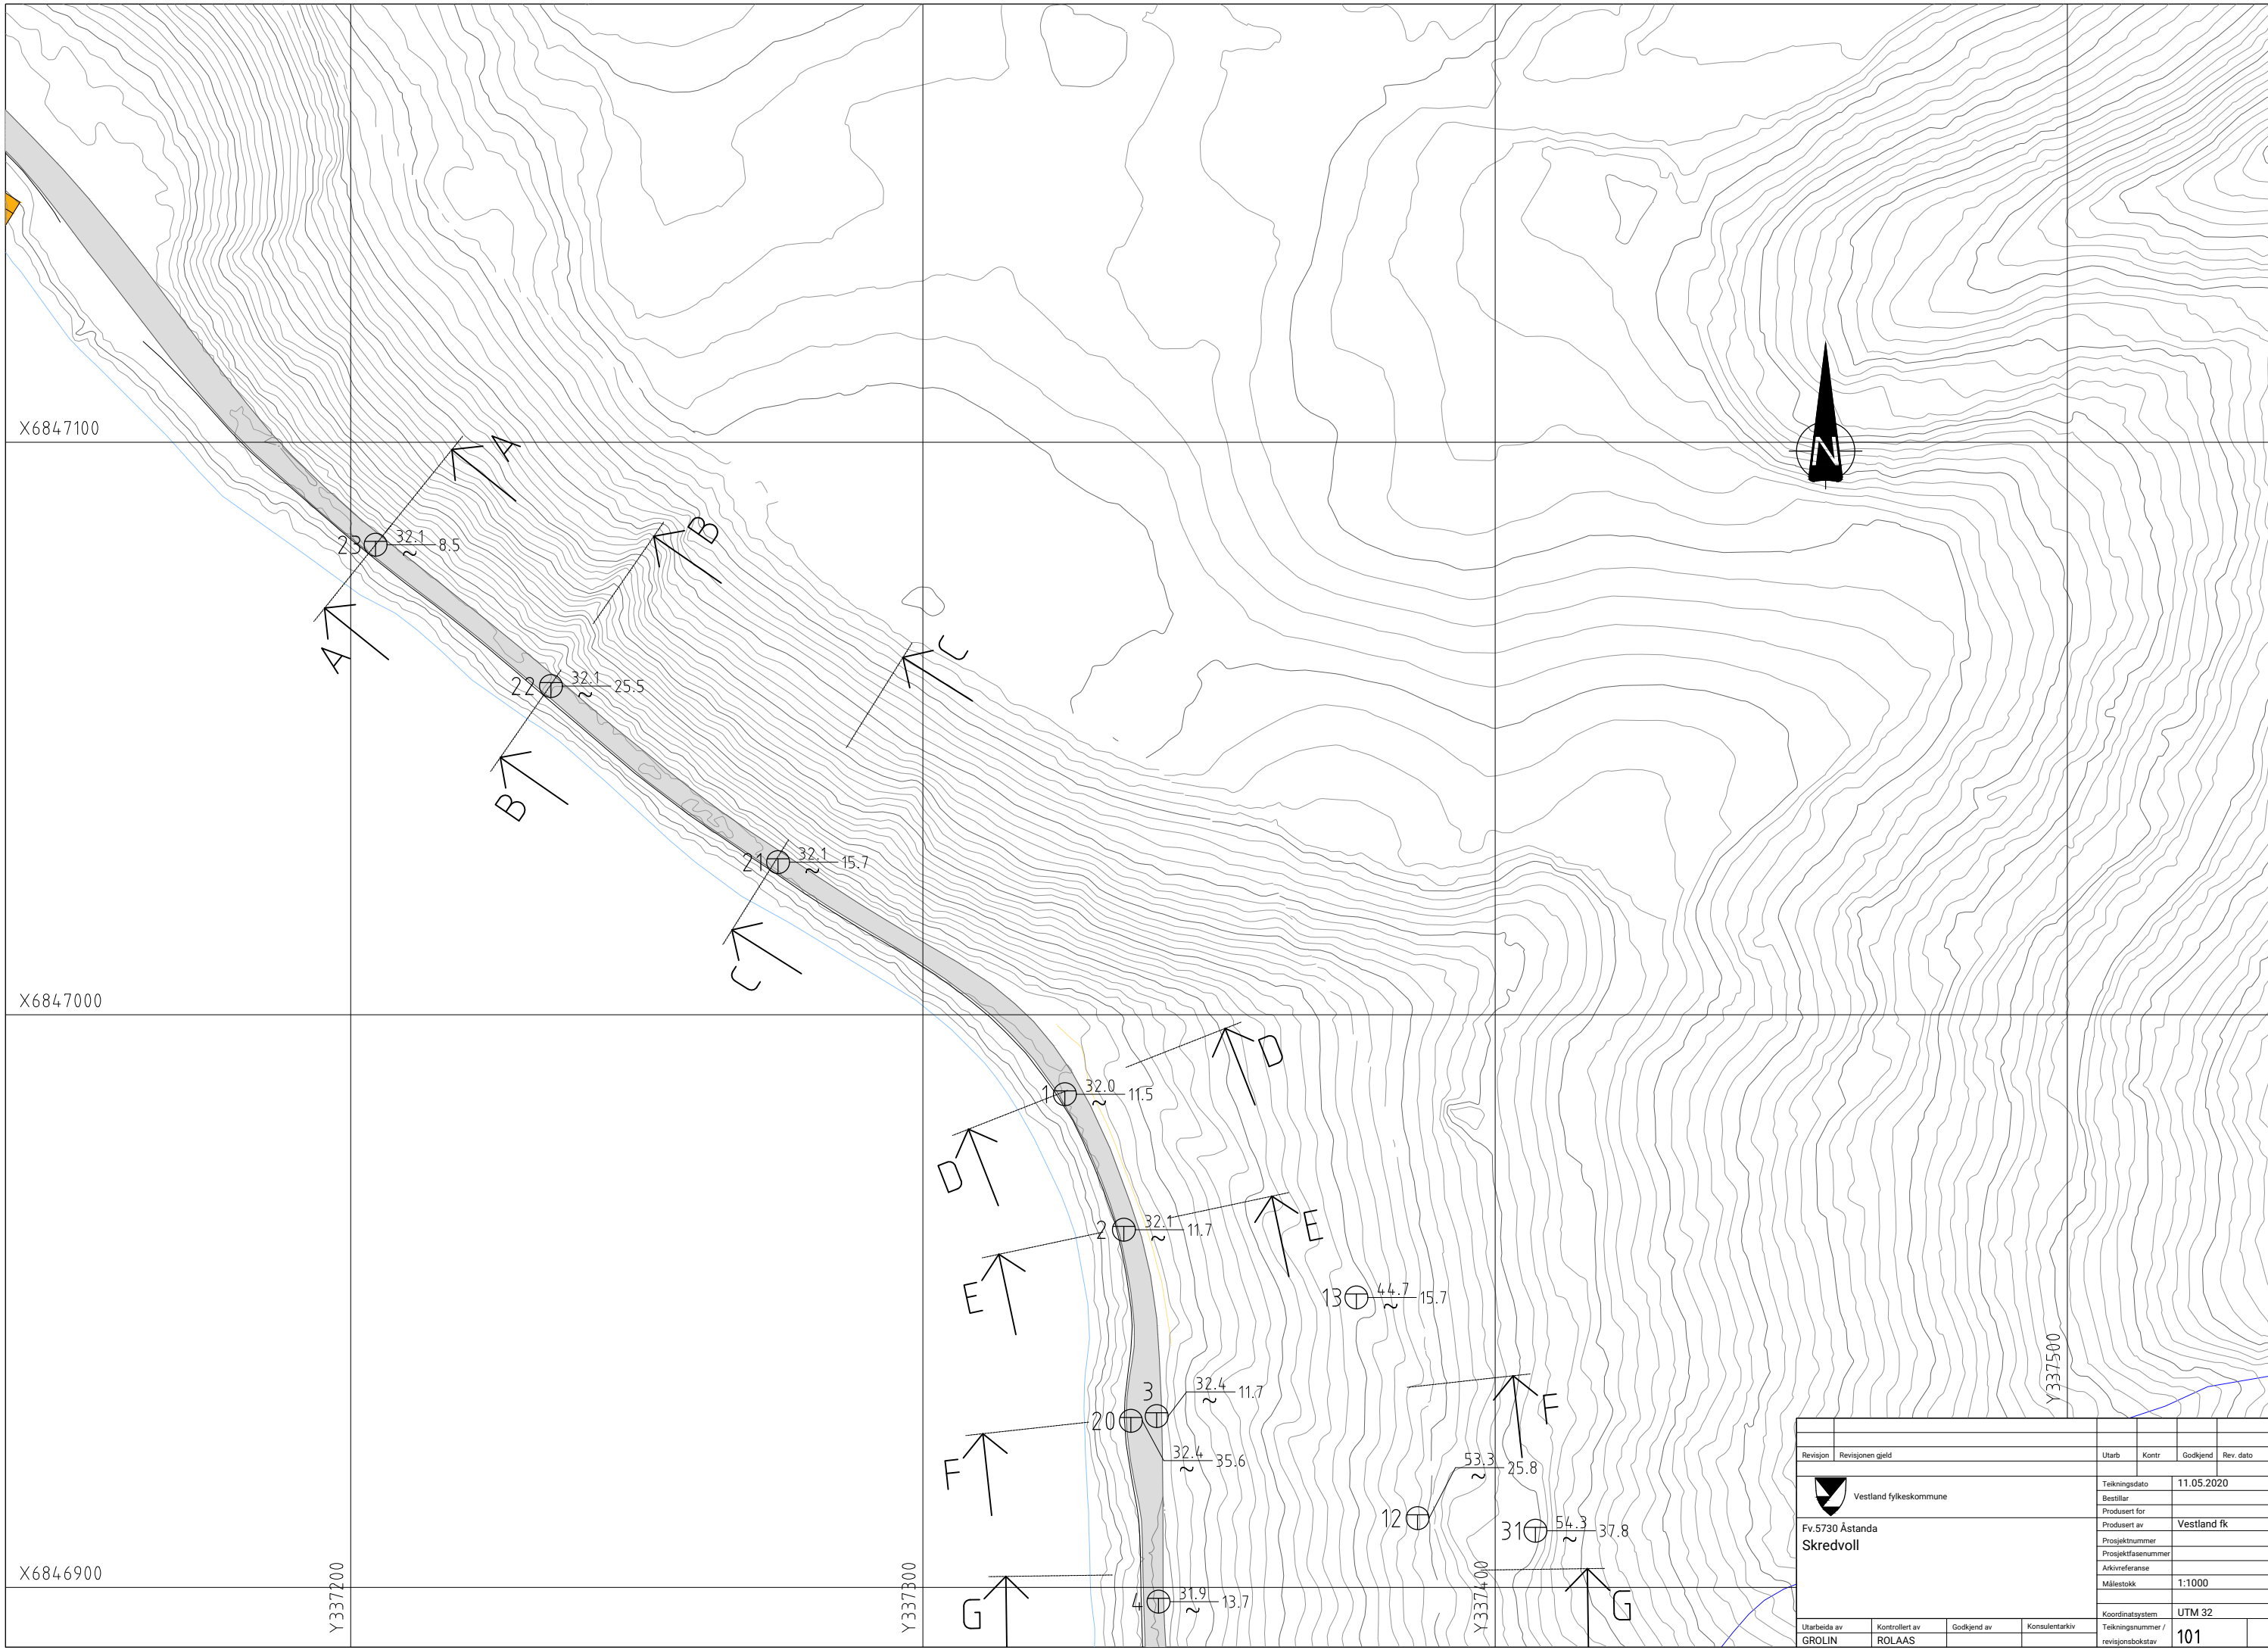 X6847100
A
B
23
32.1
~
8.5
A
C
22
32.1
~
25.5
B
21
32.1
~
15.7
C
X6847000
D
1
32.0
~
11.5
D
2
32.1
~
11.7
E
E
13
44.7
~
15.7
3
32.4
~
11.7
F
20
32.4
~
35.6
F
53.3
~
25.8
12
31
54.3
~
37.8
X6846900
G
4
31.9
~
13.7
G
Y337200
Y337300
Y337400
Y337500
N
Revisjon Revisjonen gjeld Utarb Kontr Godkjend Rev. dato
Vestland fylkeskommune
Fv.5730 Åstanda
Skredvoll
Teikningsdato 11.05.2020
Bestillar
Produsert for
Produsert av Vestland fk
Prosjektnummer
Prosjektfasenummer
Arkivreferanse
Målestokk 1:1000
Koordinatsystem UTM 32
Utarbeida av Kontrollert av Godkjend av Konsulentarkiv
GROLIN ROLAAS
Teikningsnummer /
revisjonsbokstav 101